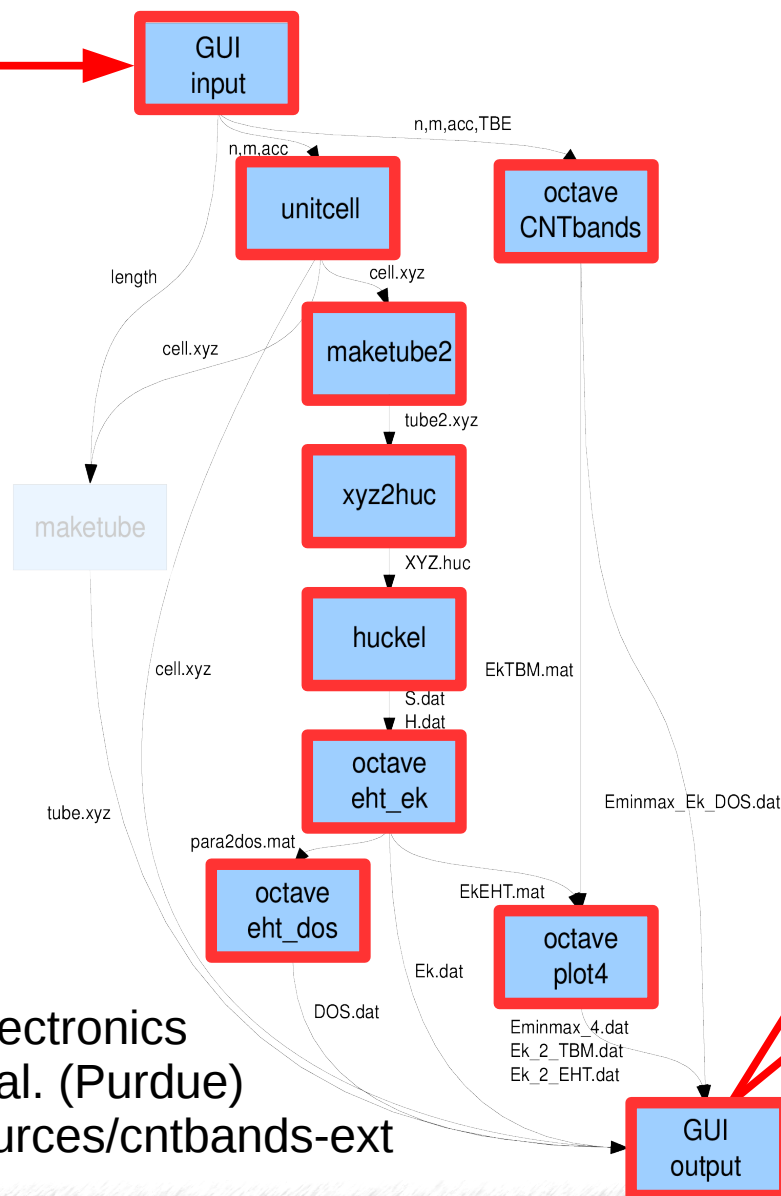 GUI
input
n,m,acc,TBE
n,m,acc
unitcell
octave
CNTbands
cell.xyz
length
cell.xyz
maketube2
tube2.xyz
maketube
xyz2huc
XYZ.huc
huckel
cell.xyz
EkTBM.mat
S.dat
H.dat
octave
eht_ek
tube.xyz
Eminmax_Ek_DOS.dat
para2dos.mat
octave
eht_dos
EkEHT.mat
octave
plot4
Ek.dat
DOS.dat
Eminmax_4.dat
Ek_2_TBM.dat
Ek_2_EHT.dat
ectronics
al. (Purdue)
urces/cntbands-ext
GUI
output